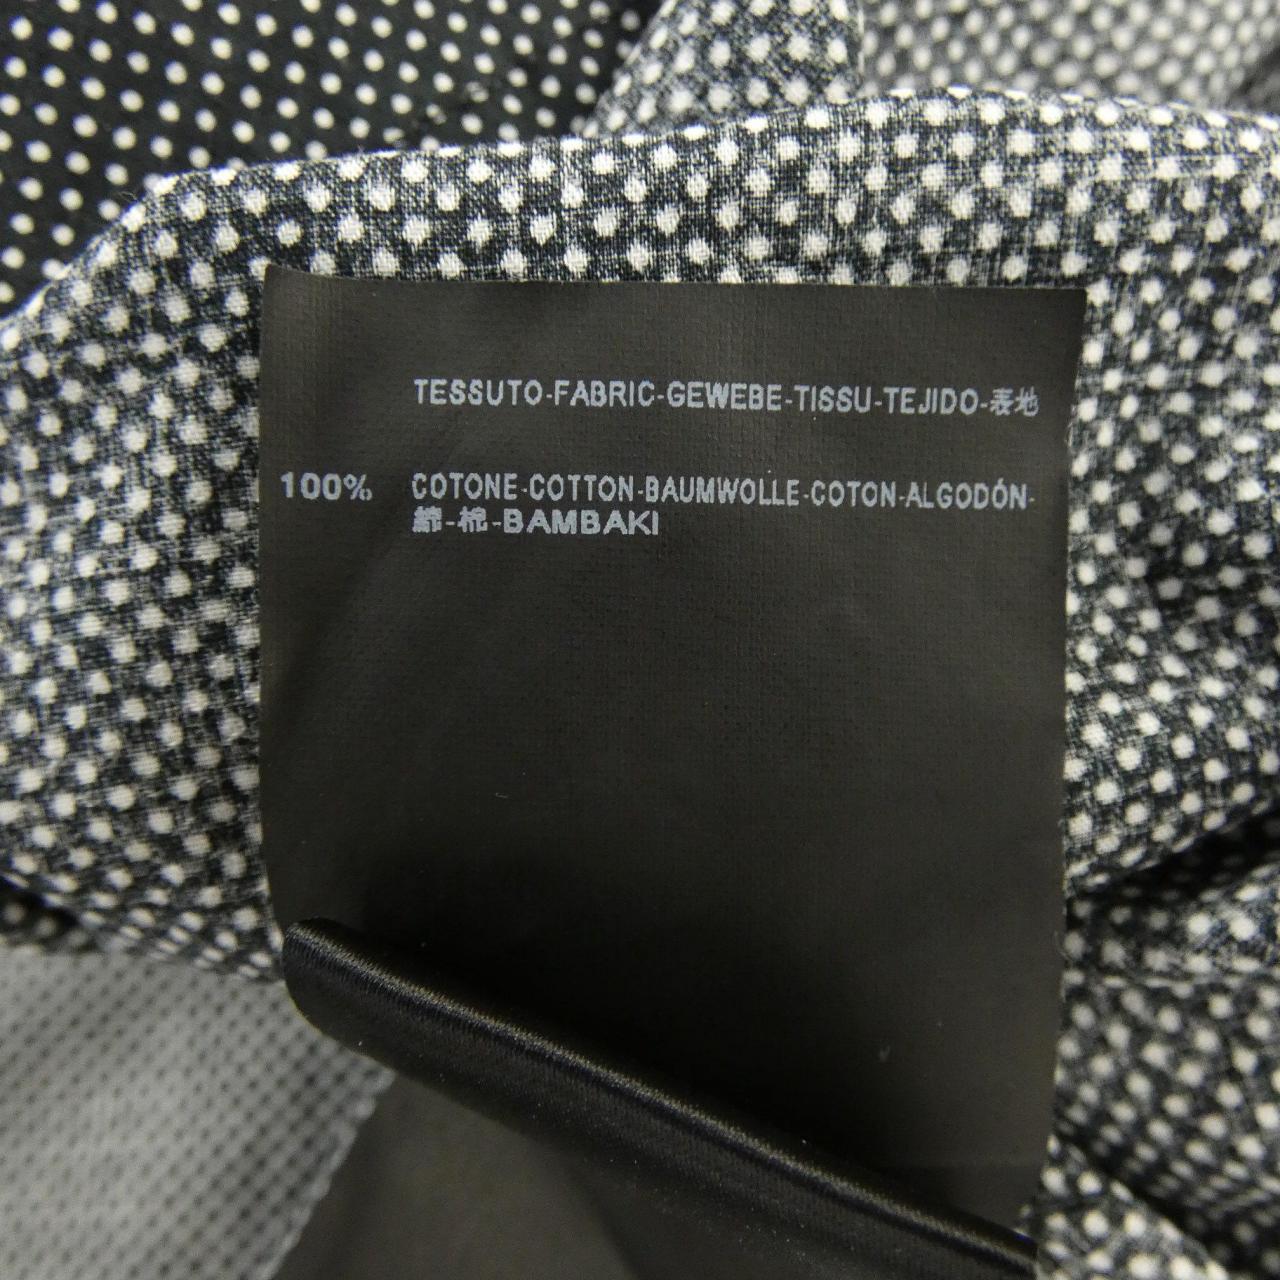 TESSUTO-FABRIC-GEWEBE-TISSU-TEJIDO-表地
100% COTONE-COTTON-BAUMWOLLE-COTON-ALGODÓN-
綿-棉-BAMBAKI